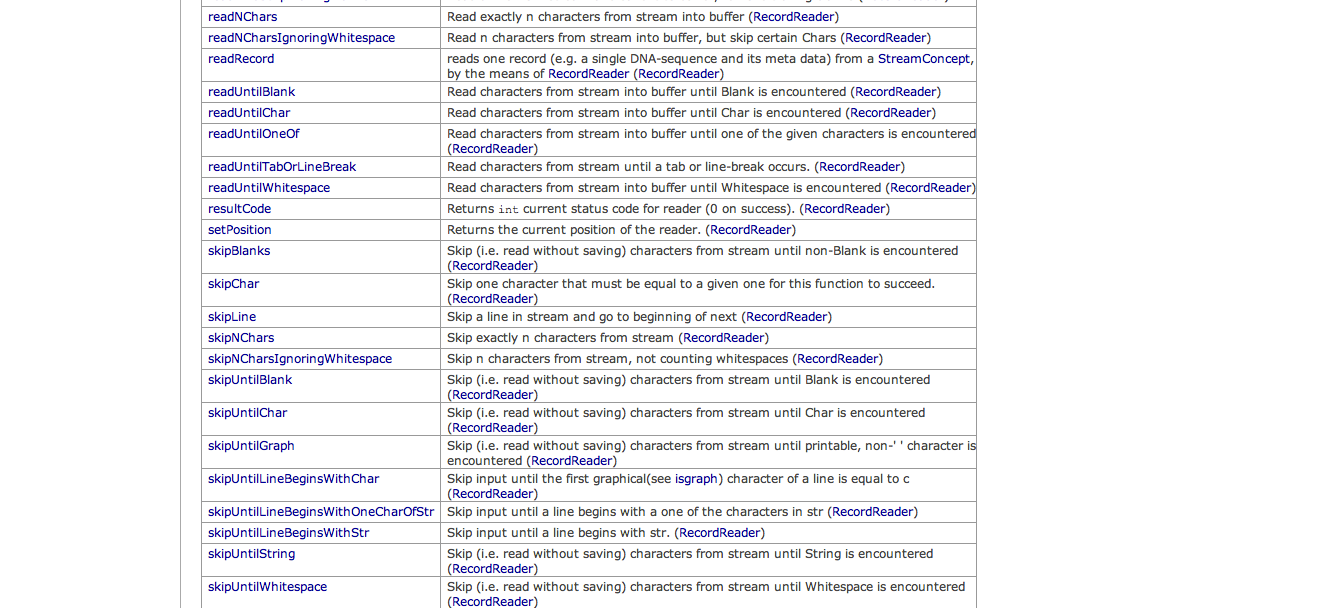 readNChars Read exactly n characters from stream into buffer (RecordReader)
readNCharsIgnoringWhitespace Read n characters from stream into buffer, but skip certain Chars (RecordReader)
readRecord reads one record (e.g. a single DNA-sequence and its meta data) from a StreamConcept,
by the means of RecordReader (RecordReader)
readUntilBlank Read characters from stream into buffer until Blank is encountered (RecordReader)
readUntilChar Read characters from stream into buffer until Char is encountered (RecordReader)
readUntilOneOf Read characters from stream into buffer until one of the given characters is encountered
(RecordReader)
readUntilTabOrLineBreak Read characters from stream until a tab or line-break occurs. (RecordReader)
readUntilWhitespace Read characters from stream into buffer until Whitespace is encountered (RecordReader)
resultCode Returns int current status code for reader (0 on success). (RecordReader)
setPosition Returns the current position of the reader. (RecordReader)
skipBlanks Skip (i.e. read without saving) characters from stream until non-Blank is encountered
(RecordReader)
skipChar Skip one character that must be equal to a given one for this function to succeed.
(RecordReader)
skipLine Skip a line in stream and go to beginning of next (RecordReader)
skipNChars Skip exactly n characters from stream (RecordReader)
skipNCharsIgnoringWhitespace Skip n characters from stream, not counting whitespaces (RecordReader)
skipUntilBlank Skip (i.e. read without saving) characters from stream until Blank is encountered
(RecordReader)
skipUntilChar Skip (i.e. read without saving) characters from stream until Char is encountered
(RecordReader)
skipUntilGraph Skip (i.e. read without saving) characters from stream until printable, non-' ' character is
encountered (RecordReader)
skipUntilLineBeginsWithChar Skip input until the first graphical(see isgraph) character of a line is equal to c
(RecordReader)
skipUntilLineBeginsWithOneCharOfStr Skip input until a line begins with a one of the characters in str (RecordReader)
skipUntilLineBeginsWithStr Skip input until a line begins with str. (RecordReader)
skipUntilString Skip (i.e. read without saving) characters from stream until String is encountered
(RecordReader)
skipUntilWhitespace Skip (i.e. read without saving) characters from stream until Whitespace is encountered
(RecordReader)